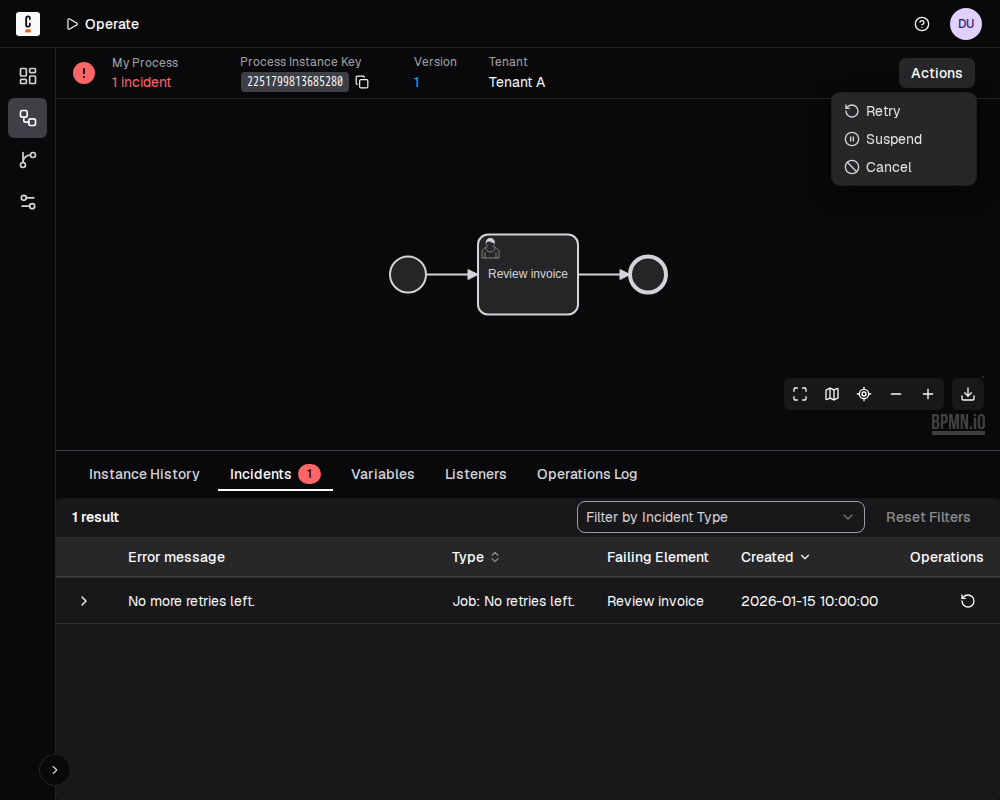 C
Operate
DU
My Process
1 incident
Process Instance Key
2251799813685280
Version
1
Tenant
Tenant A
Actions
Retry
Suspend
Cancel
Review invoice
BPMN.iO
Instance History
Incidents 1
Variables
Listeners
Operations Log
1 result
Filter by Incident Type
Reset Filters
Error message
Type
Failing Element
Created
Operations
No more retries left.
Job: No retries left.
Review invoice
2026-01-15 10:00:00